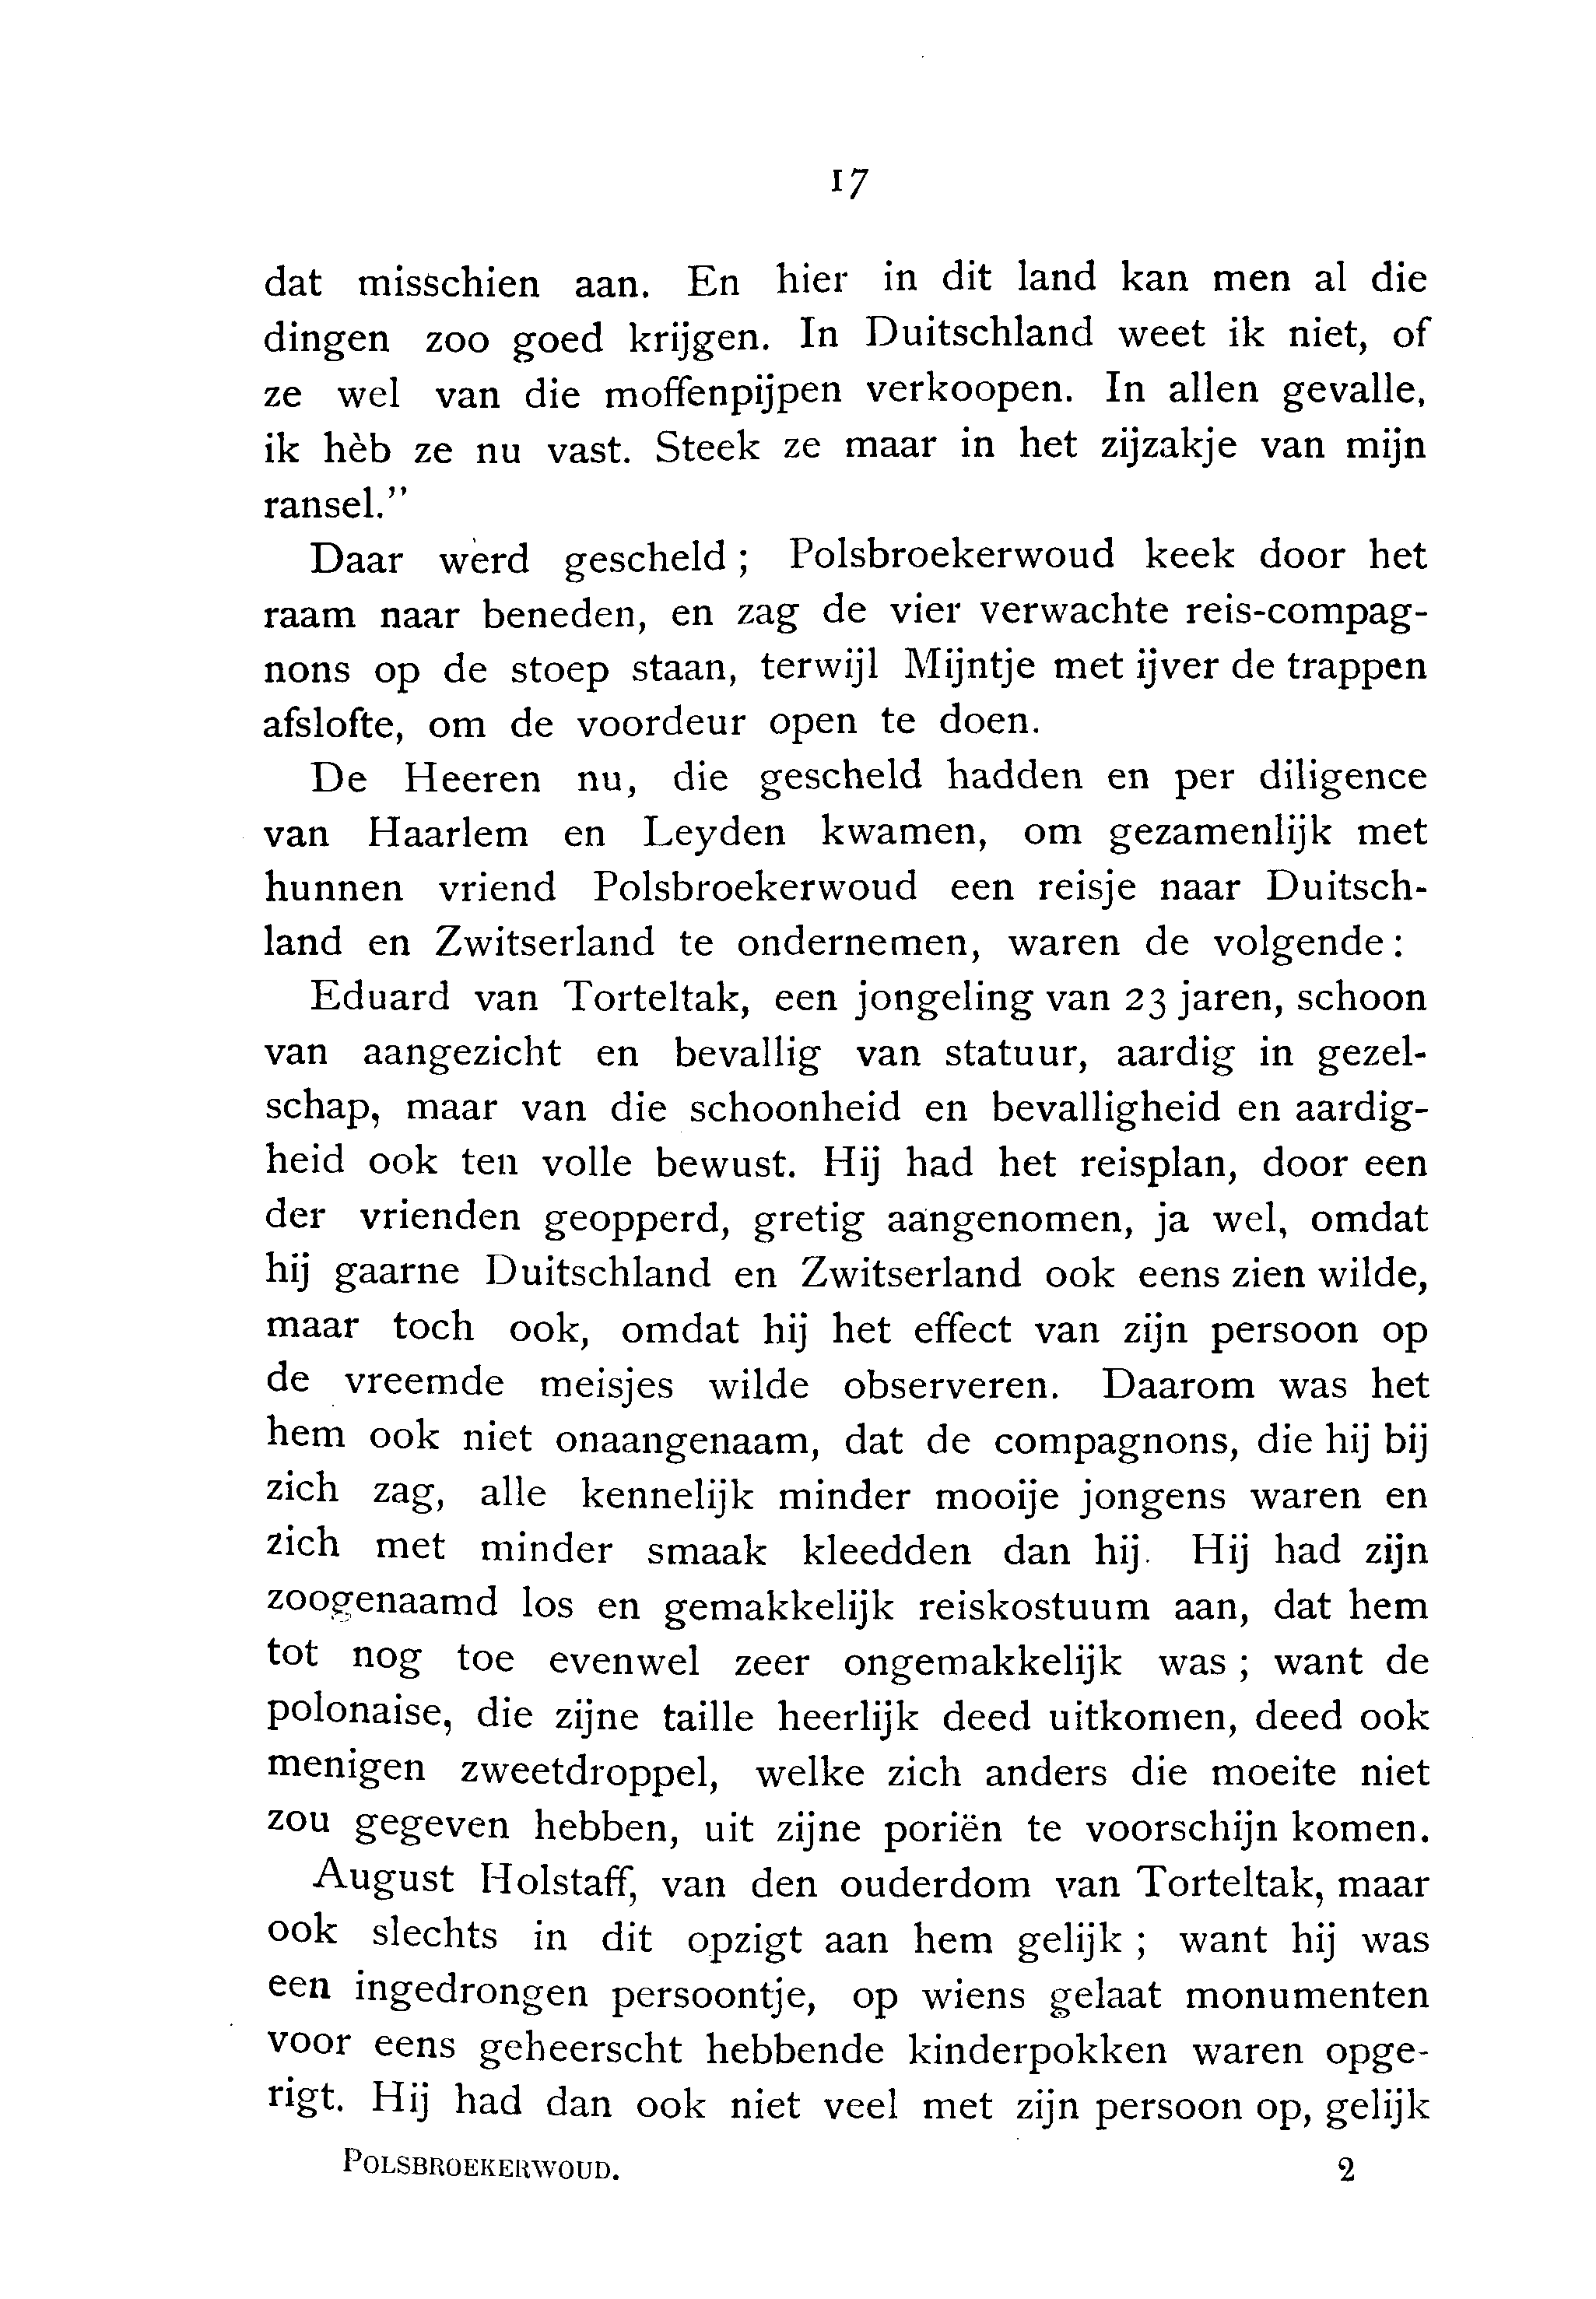 17
dat misschien aan. En hier in dit land kan men al die
dingen zoo goed krijgen. In Duitschland weet ik niet, of
ze wel van die moffenpijpen verkoopen. In allen gevalle,
ik hèb ze nu vast. Steek ze maar in het zijzakje van mijn
ransel.”
Daar werd gescheld; Polsbroekerwoud keek door het
raam naar beneden, en zag de vier verwachte reis-compag-
nons op de stoep staan, terwijl Mijntje met ijver de trappen
afslofte, om de voordeur open te doen.
De Heeren nu, die gescheld hadden en per diligence
van Haarlem en Leyden kwamen, om gezamenlijk met
hunnen vriend Polsbroekerwoud een reisje naar Duitsch-
land en Zwitserland te ondernemen, waren de volgende:
Eduard van Torteltak, een jongeling van 23 jaren, schoon
van aangezicht en bevallig van statuur, aardig in gezel-
schap, maar van die schoonheid en bevalligheid en aardig-
heid ook ten volle bewust. Hij had het reisplan, door een
der vrienden geopperd, gretig aangenomen, ja wel, omdat
hij gaarne Duitschland en Zwitserland ook eens zien wilde,
maar toch ook, omdat hij het effect van zijn persoon op
de vreemde meisjes wilde observeren. Daarom was het
hem ook niet onaangenaam, dat de compagnons, die hij bij
zich zag, alle kennelijk minder mooije jongens waren en
zich met minder smaak kleedden dan hij. Hij had zijn
zoogenaamd los en gemakkelijk reiskostuum aan, dat hem
tot nog toe evenwel zeer ongemakkelijk was; want de
polonaise, die zijne taille heerlijk deed uitkomen, deed ook
menigen zweetdroppel, welke zich anders die moeite niet
zou gegeven hebben, uit zijne poriën te voorschijn komen.
August Holstaff, van den ouderdom van Torteltak, maar
ook slechts in dit opzigt aan hem gelijk; want hij was
een ingedrongen persoontje, op wiens gelaat monumenten
voor eens geheerscht hebbende kinderpokken waren opge-
rigt. Hij had dan ook niet veel met zijn persoon op, gelijk
POLSBROEKERWOUD. 2